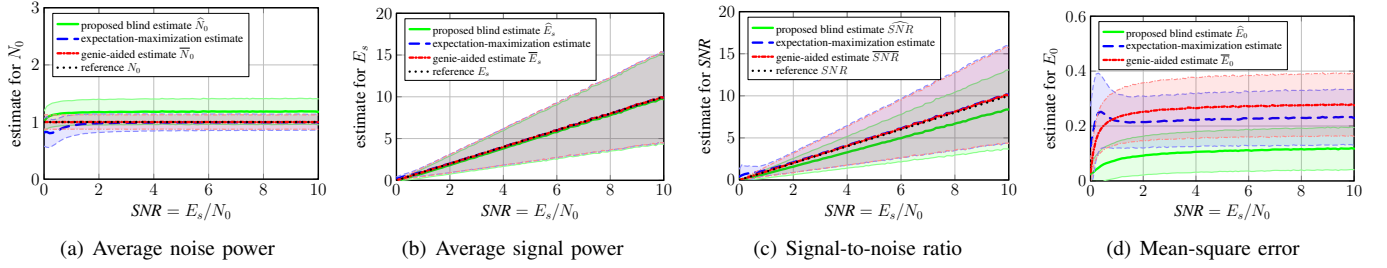 estimate for N₀
3
2
1
0
proposed blind estimate N̂₀
expectation-maximization estimate
genie-aided estimate N̅₀
reference N₀
0 2 4 6 8 10
SNR = Eₛ/N₀
(a) Average noise power
estimate for Eₛ
20
15
10
5
0
proposed blind estimate Êₛ
expectation-maximization estimate
genie-aided estimate E̅ₛ
reference Eₛ
0 2 4 6 8 10
SNR = Eₛ/N₀
(b) Average signal power
estimate for SNR
20
15
10
5
0
proposed blind estimate \widehat{SNR}
expectation-maximization estimate
genie-aided estimate \overline{SNR}
reference SNR
0 2 4 6 8 10
SNR = Eₛ/N₀
(c) Signal-to-noise ratio
estimate for E₀
0.6
0.4
0.2
0
proposed blind estimate Ê₀
expectation-maximization estimate
genie-aided estimate E̅₀
0 2 4 6 8 10
SNR = Eₛ/N₀
(d) Mean-square error